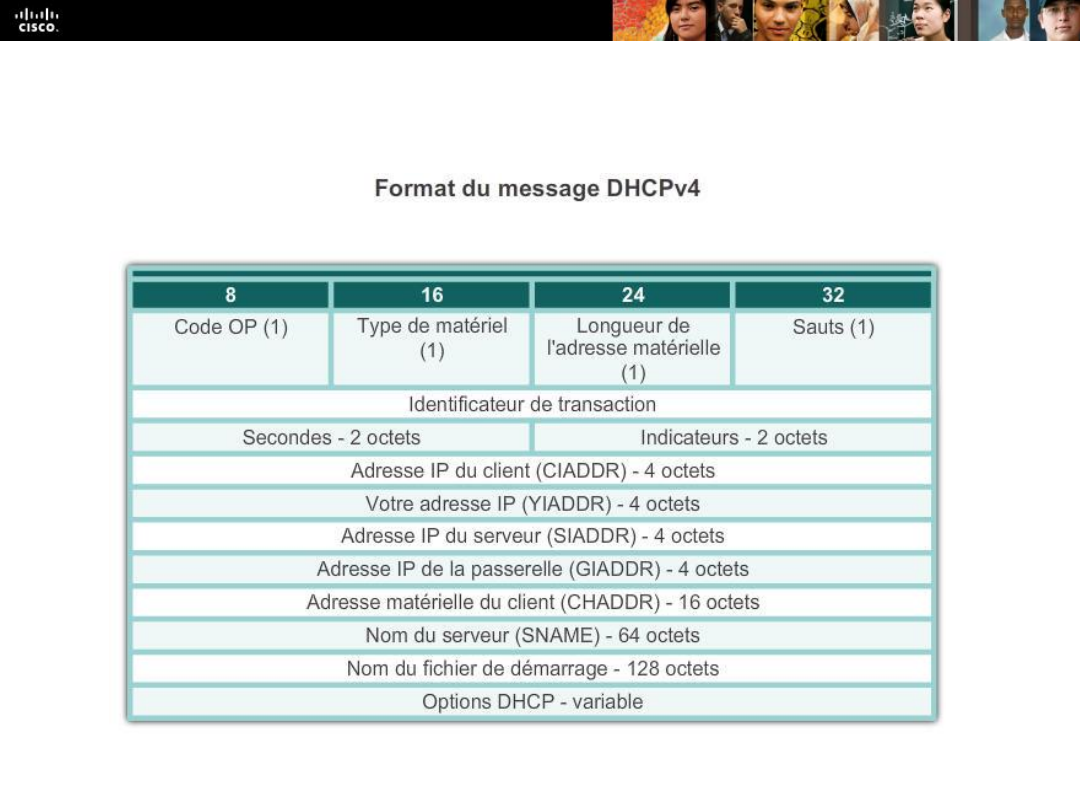 cisco.
Format du message DHCPv4
8 16 24 32
Code OP (1) Type de matériel (1) Longueur de l'adresse matérielle (1) Sauts (1)
Identificateur de transaction
Secondes - 2 octets Indicateurs - 2 octets
Adresse IP du client (CIADDR) - 4 octets
Votre adresse IP (YIADDR) - 4 octets
Adresse IP du serveur (SIADDR) - 4 octets
Adresse IP de la passerelle (GIADDR) - 4 octets
Adresse matérielle du client (CHADDR) - 16 octets
Nom du serveur (SNAME) - 64 octets
Nom du fichier de démarrage - 128 octets
Options DHCP - variable